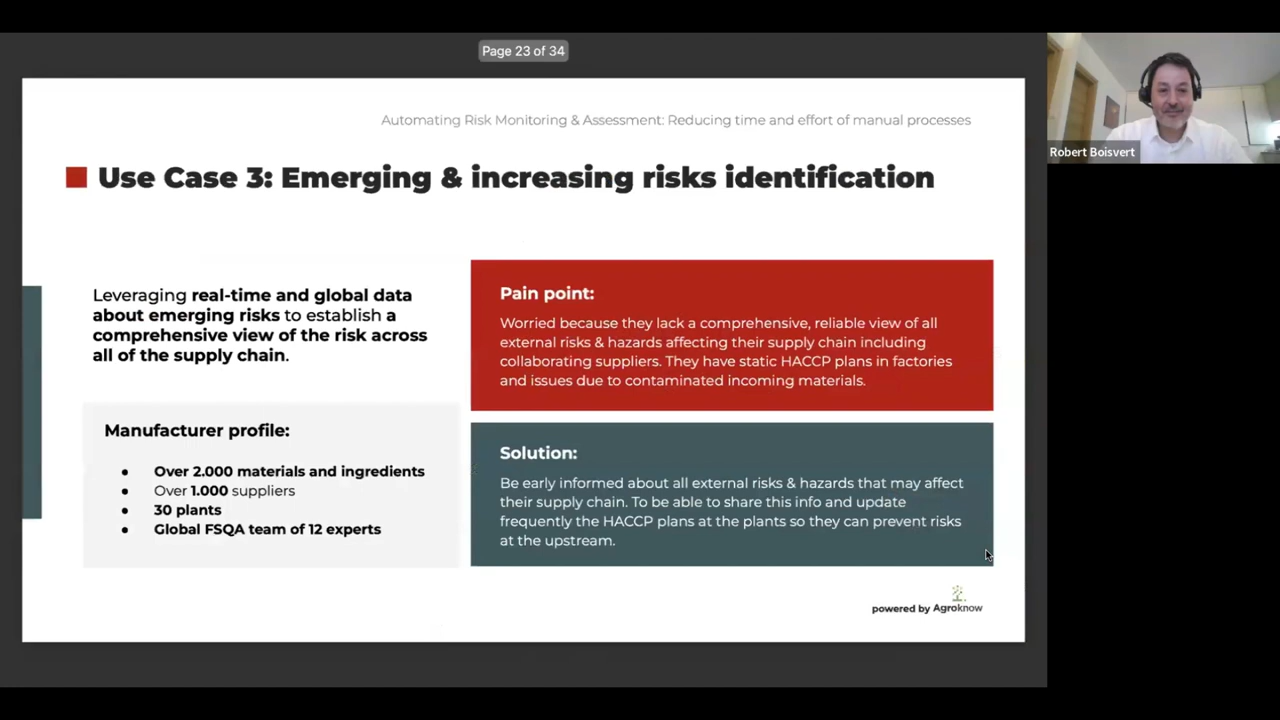 Page 23 of 34
Robert Boisvert
Automating Risk Monitoring & Assessment: Reducing time and effort of manual processes
Use Case 3: Emerging & increasing risks identification
Leveraging real-time and global data
about emerging risks to establish a
comprehensive view of the risk across
all of the supply chain.
Manufacturer profile:
● Over 2.000 materials and ingredients
● Over 1.000 suppliers
● 30 plants
● Global FSQA team of 12 experts
Pain point:
Worried because they lack a comprehensive, reliable view of all
external risks & hazards affecting their supply chain including
collaborating suppliers. They have static HACCP plans in factories
and issues due to contaminated incoming materials.
Solution:
Be early informed about all external risks & hazards that may affect
their supply chain. To be able to share this info and update
frequently the HACCP plans at the plants so they can prevent risks
at the upstream.
powered by Agroknow